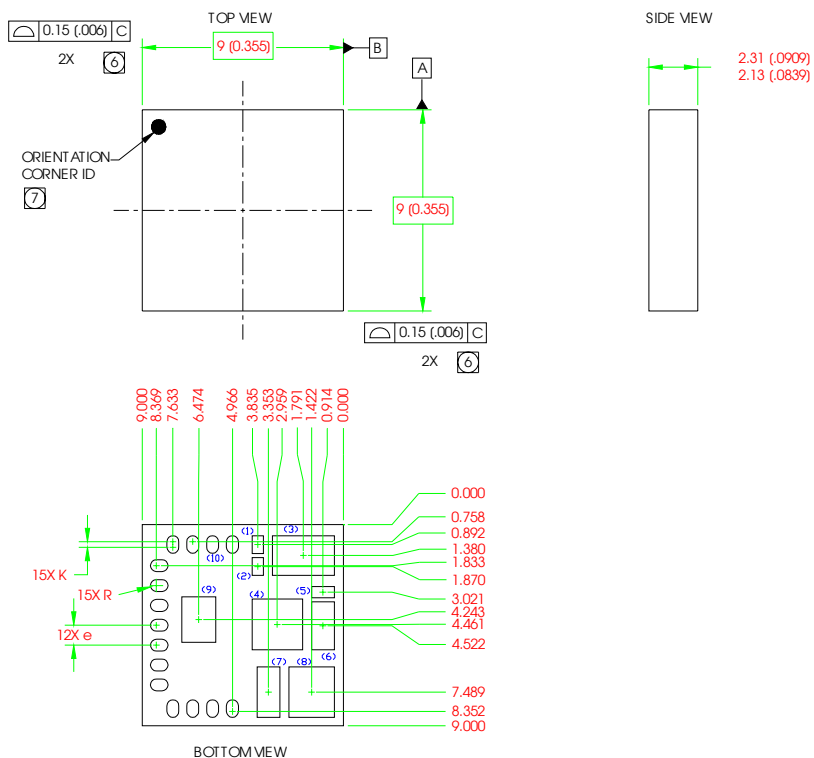 TOP VIEW
SIDE VIEW
0.15 (.006) C
2X 6
9 (0.355)
B
A
2.31 (.0909)
2.13 (.0839)
ORIENTATION
CORNER ID
7
9 (0.355)
0.15 (.006) C
2X 6
9.000
8.369
7.633
6.474
4.966
3.835
3.353
2.959
1.791
1.422
0.914
0.000
0.000
0.758
0.892
1.380
1.833
1.870
3.021
4.243
4.461
4.522
7.489
8.352
9.000
(1)
(3)
(10)
(2)
15X K
15X R
(9)
(4)
(5)
12X e
(6)
(7)
(8)
BOTTOM VIEW